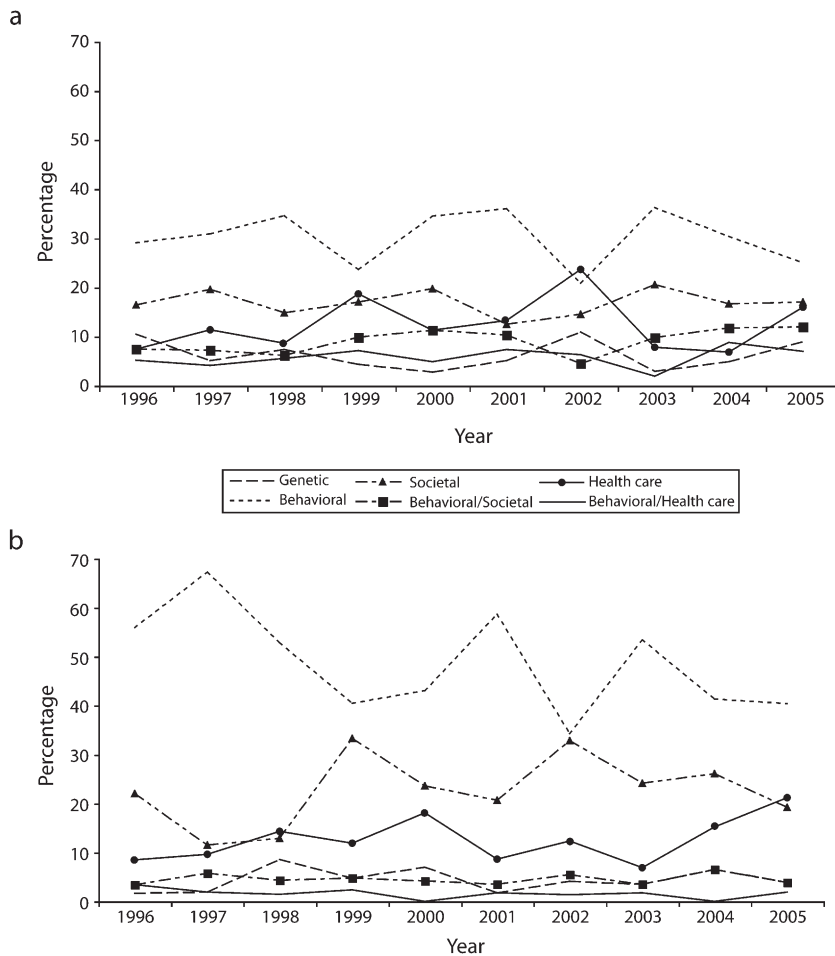 a
70
60
50
40
30
20
10
0
Percentage
1996 1997 1998 1999 2000 2001 2002 2003 2004 2005
Year
Genetic Societal Health care
Behavioral Behavioral/Societal Behavioral/Health care
b
70
60
50
40
30
20
10
0
Percentage
1996 1997 1998 1999 2000 2001 2002 2003 2004 2005
Year